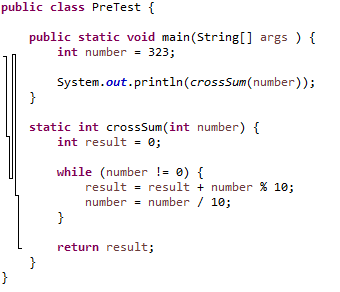 public class PreTest {
public static void main(String[] args ) {
int number = 323;
System.out.println(crossSum(number));
}
static int crossSum(int number) {
int result = 0;
while (number != 0) {
result = result + number % 10;
number = number / 10;
}
return result;
}
}